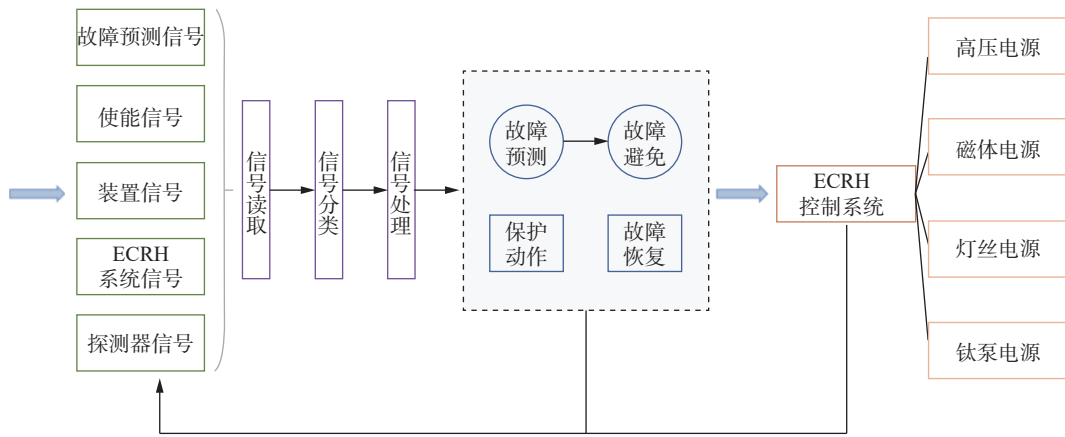 故障预测信号
使能信号
装置信号
ECRH
系统信号
探测器信号
信号读取
信号分类
信号处理
故障
预测
故障
避免
保护
动作
故障
恢复
ECRH
控制系统
高压电源
磁体电源
灯丝电源
钛泵电源